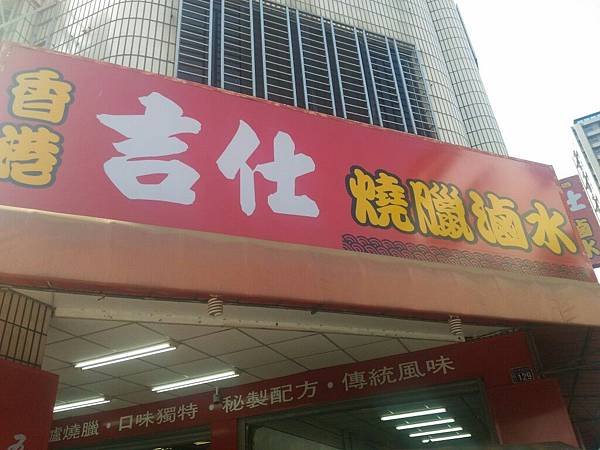 香港 吉仕 燒臘滷水
爐燒臘・口味獨特・秘製配方・傳統風味
129